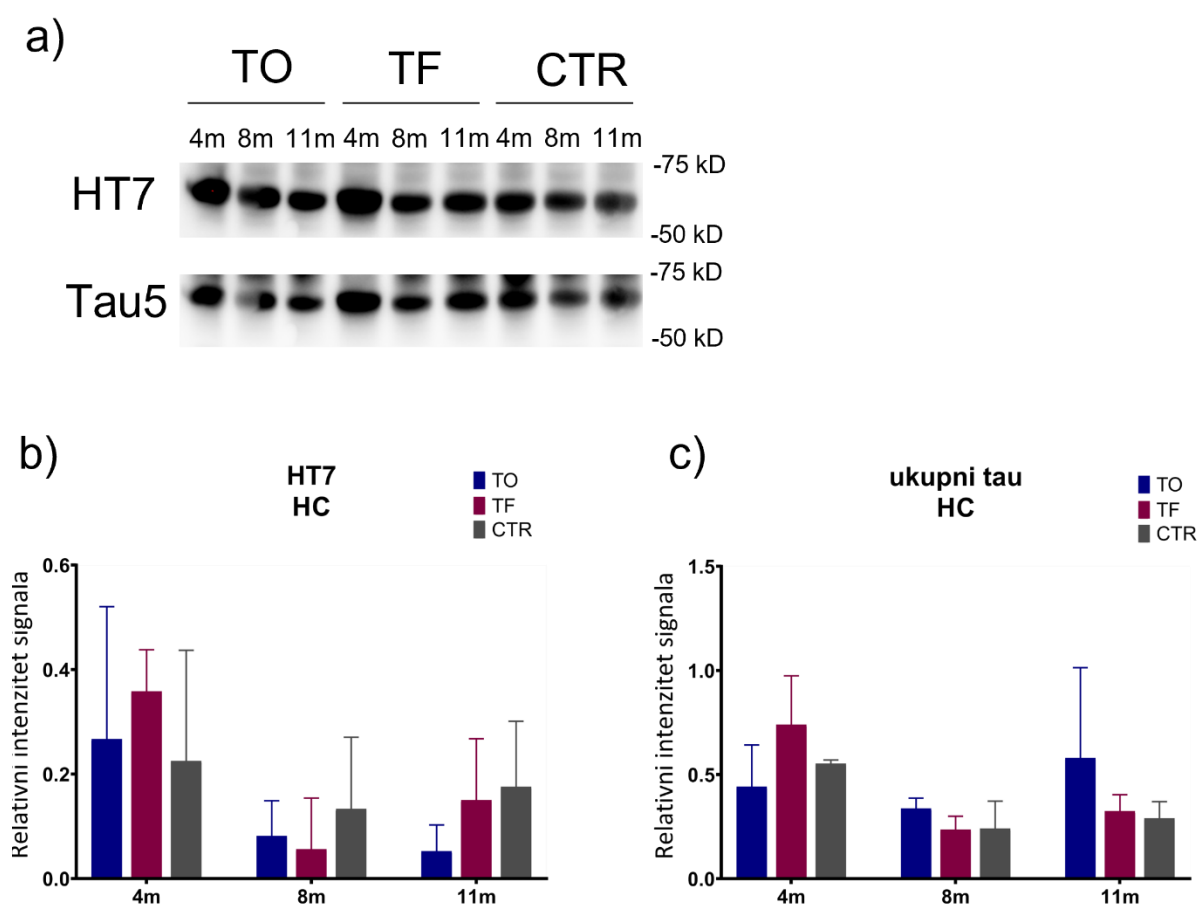 a)
TO TF CTR
4m 8m 11m 4m 8m 11m 4m 8m 11m
HT7
-75 kD
-50 kD
Tau5
-75 kD
-50 kD
b)
HT7
HC
TO
TF
CTR
Relativni intenzitet signala
0.6
0.4
0.2
0.0
4m 8m 11m
c)
ukupni tau
HC
TO
TF
CTR
Relativni intenzitet signala
1.5
1.0
0.5
0.0
4m 8m 11m